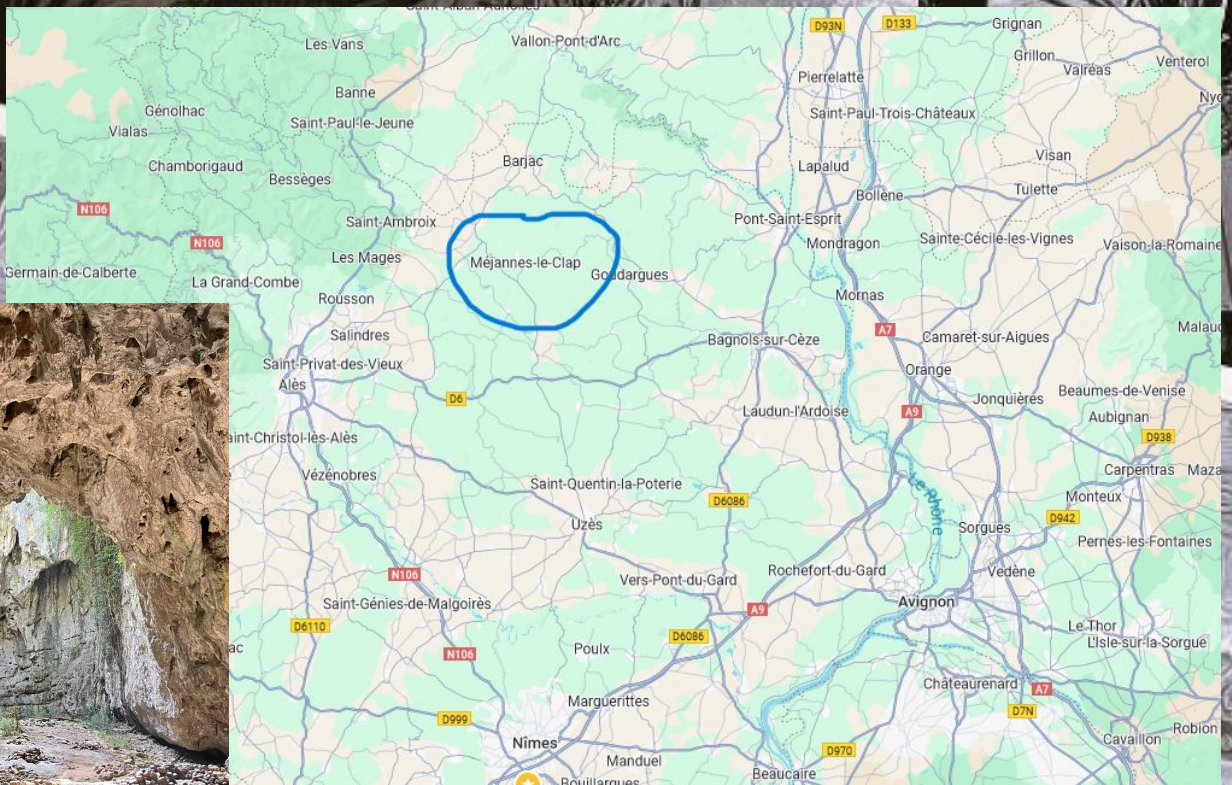 D93N
D133
Grignan
Les Vans
Vallon-Pont-d'Arc
Grillon
Valréas
Venterol
Pierrelatte
Banne
Génolhac
Saint-Paul-le-Jeune
Saint-Paul-Trois-Châteaux
Vialas
Chamborigaud
Bessèges
Barjac
Lapalud
Visan
Tulette
Bollène
N106
Saint-Ambroix
Pont-Saint-Esprit
Mondragon
Sainte-Cécile-les-Vignes
Vaison-la-Romaine
N106
Germain-de-Calberte
La Grand-Combe
Les Mages
Méjannes-le-Clap
Goudargues
Rousson
Mornas
Salindres
A7
Camaret-sur-Aigues
Malauc
Bagnols-sur-Cèze
Saint-Privat-des-Vieux
Alès
Orange
D6
Jonquières
Beaumes-de-Venise
Laudun-l'Ardoise
A9
Aubignan
D938
aint-Christol-lès-Alès
Carpentras
Maza
Vézénobres
Saint-Quentin-la-Poterie
D6086
Le Rhône
Monteux
Uzès
Sorgues
D942
Pernes-les-Fontaines
N106
Vers-Pont-du-Gard
Rochefort-du-Gard
Vedène
Saint-Génies-de-Malgoirès
A9
Avignon
D6110
D6086
Le Thor
L'Isle-sur-la-Sorgue
ac
N106
Poulx
Châteaurenard
A7
Marguerittes
D7N
D999
Robion
Nîmes
D970
Cavaillon
Manduel
Beaucaire
Bouillargues